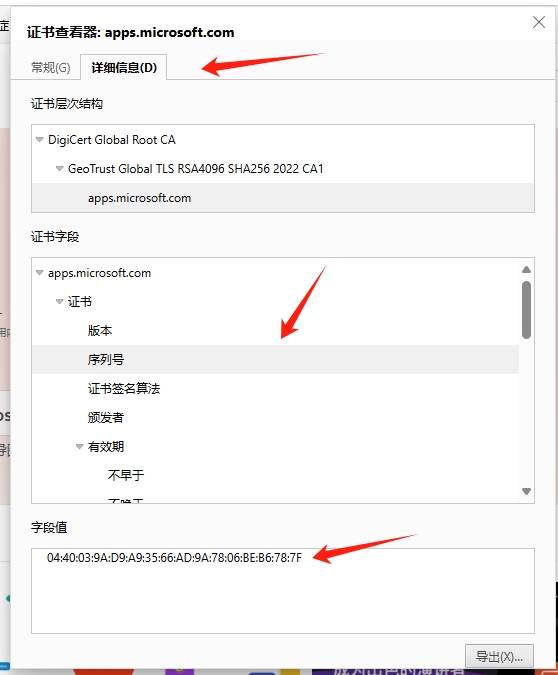 证书查看器: apps.microsoft.com
常规(G) 详细信息(D)
证书层次结构
DigiCert Global Root CA
GeoTrust Global TLS RSA4096 SHA256 2022 CA1
apps.microsoft.com
证书字段
apps.microsoft.com
证书
版本
序列号
证书签名算法
颁发者
有效期
不早于
不晚于
字段值
04:40:03:9A:D9:A9:35:66:AD:9A:78:06:BE:B6:78:7F
导出(X)...